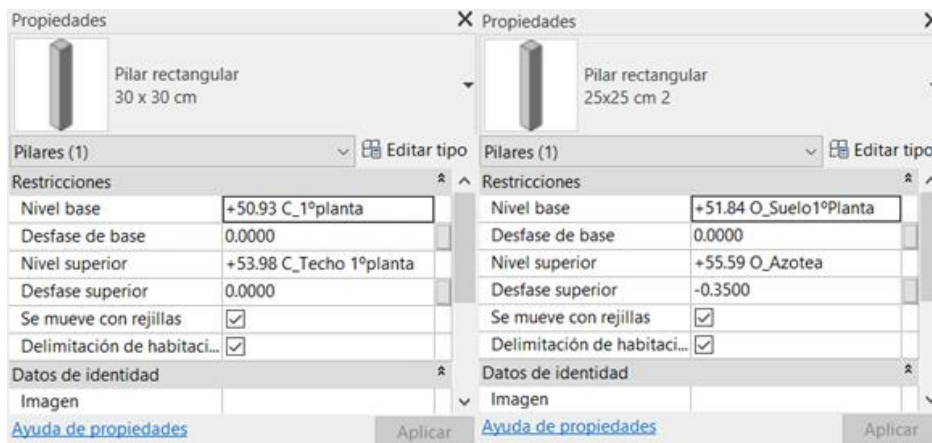 Propiedades
Pilar rectangular
30 x 30 cm
Pilares (1)
Editar tipo
Restricciones
Nivel base +50.93 C_1ºplanta
Desfase de base 0.0000
Nivel superior +53.98 C_Techo 1ºplanta
Desfase superior 0.0000
Se mueve con rejillas
Delimitación de habitaci...
Datos de identidad
Imagen
Ayuda de propiedades
Aplicar
Propiedades
Pilar rectangular
25x25 cm 2
Pilares (1)
Editar tipo
Restricciones
Nivel base +51.84 O_Suelo1ºPlanta
Desfase de base 0.0000
Nivel superior +55.59 O_Azotea
Desfase superior -0.3500
Se mueve con rejillas
Delimitación de habitaci...
Datos de identidad
Imagen
Ayuda de propiedades
Aplicar